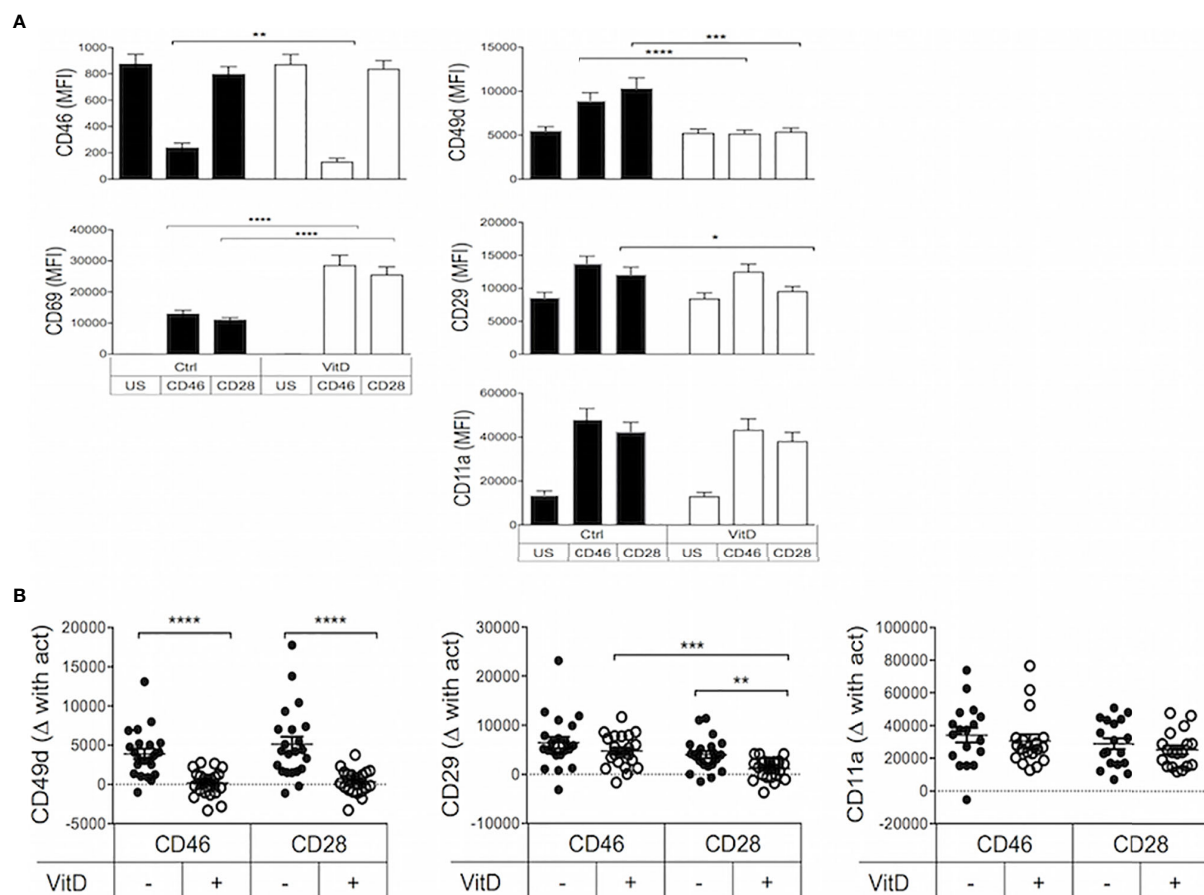 A
CD46 (MFI)
1000
800
600
400
200
0
**
CD49d (MFI)
15000
10000
5000
0
***
****
CD69 (MFI)
40000
30000
20000
10000
0
****
****
Ctrl VitD
US CD46 CD28 US CD46 CD28
CD29 (MFI)
20000
15000
10000
5000
0
*
CD11a (MFI)
60000
40000
20000
0
Ctrl VitD
US CD46 CD28 US CD46 CD28
B
CD49d (Δ with act)
20000
15000
10000
5000
0
-5000
**** ****
CD46 CD28
VitD - + - +
CD29 (Δ with act)
30000
20000
10000
0
-10000
***
**
CD46 CD28
VitD - + - +
CD11a (Δ with act)
100000
80000
60000
40000
20000
0
-20000
CD46 CD28
VitD - + - +